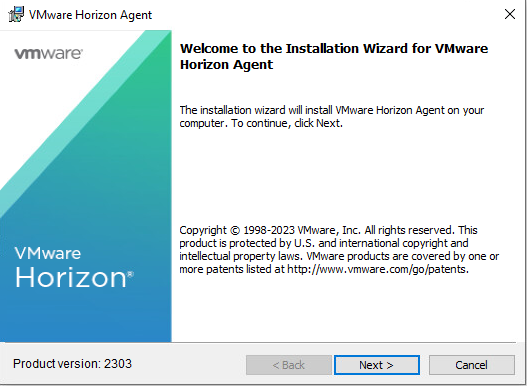 VMware Horizon Agent
vmware®
Welcome to the Installation Wizard for VMware
Horizon Agent
The installation wizard will install VMware Horizon Agent on your
computer. To continue, click Next.
Copyright © 1998-2023 VMware, Inc. All rights reserved. This
product is protected by U.S. and international copyright and
intellectual property laws. VMware products are covered by one or
more patents listed at http://www.vmware.com/go/patents.
VMware
Horizon®
Product version: 2303
< Back
Next >
Cancel